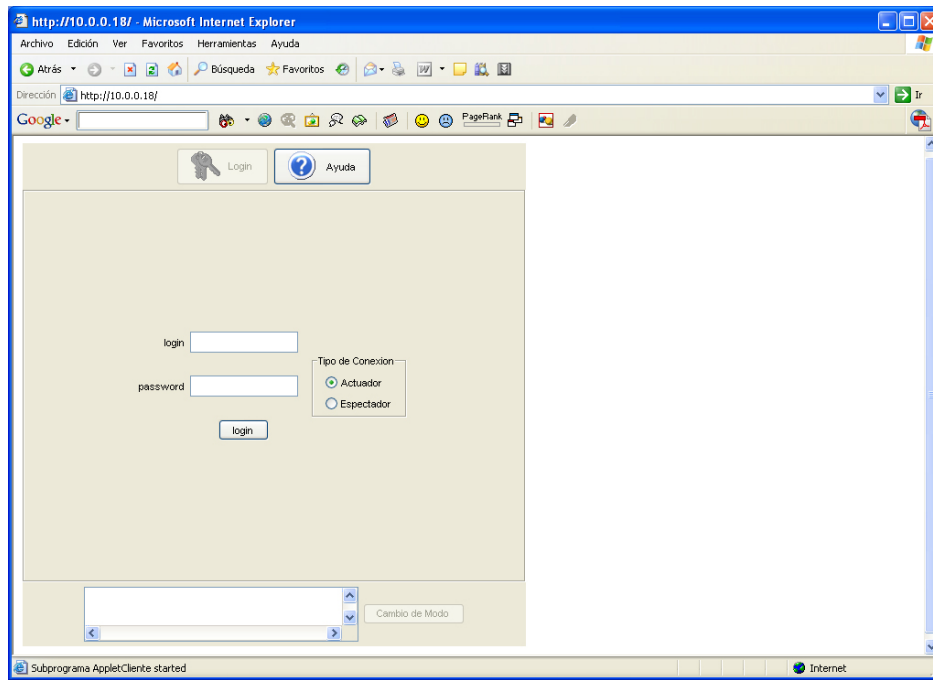 http://10.0.0.18/ - Microsoft Internet Explorer
Archivo Edición Ver Favoritos Herramientas Ayuda
Atrás Búsqueda Favoritos
Dirección http://10.0.0.18/ Ir
Google PageRank
Login Ayuda
login
Tipo de Conexion
password
Actuador
Espectador
login
Cambio de Modo
Subprograma AppletCliente started Internet